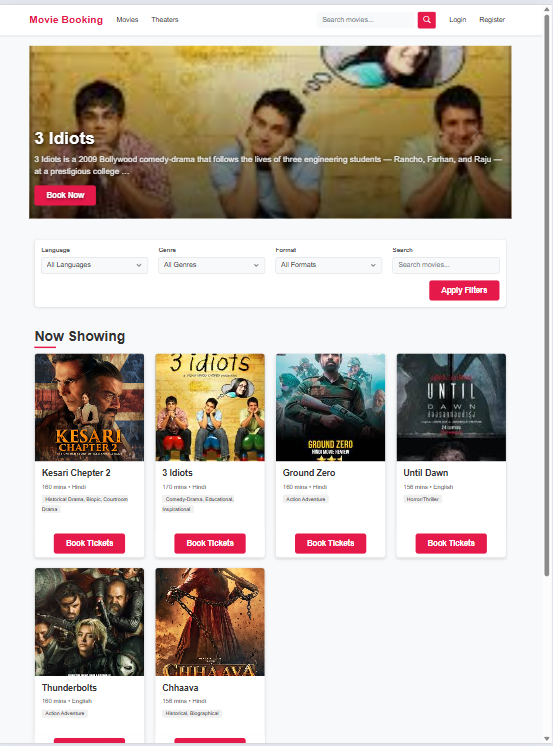 Movie Booking Movies Theaters Search movies... Login Register
3 Idiots
3 Idiots is a 2009 Bollywood comedy-drama that follows the lives of three engineering students — Rancho, Farhan, and Raju —
at a prestigious college ...
Book Now
Language Genre Format Search
All Languages All Genres All Formats Search movies...
Apply Filters
Now Showing
KESARI
CHAPTER 2
3 idiots
GROUND ZERO
HINDI MOVIE REVIEW
UNTIL
DAWN
Kesari Chapter 2 3 Idiots Ground Zero Until Dawn
160 mins • Hindi 170 mins • Hindi 160 mins • Hindi 156 mins • English
Historical Drama, Biopic, Courtroom Comedy-Drama, Educational, Action Adventure Horror/Thriller
Drama Inspirational
Book Tickets Book Tickets Book Tickets Book Tickets
CHHAAVA
Thunderbolts Chhaava
160 mins • English 156 mins • Hindi
Action Adventure Historical, Biographical